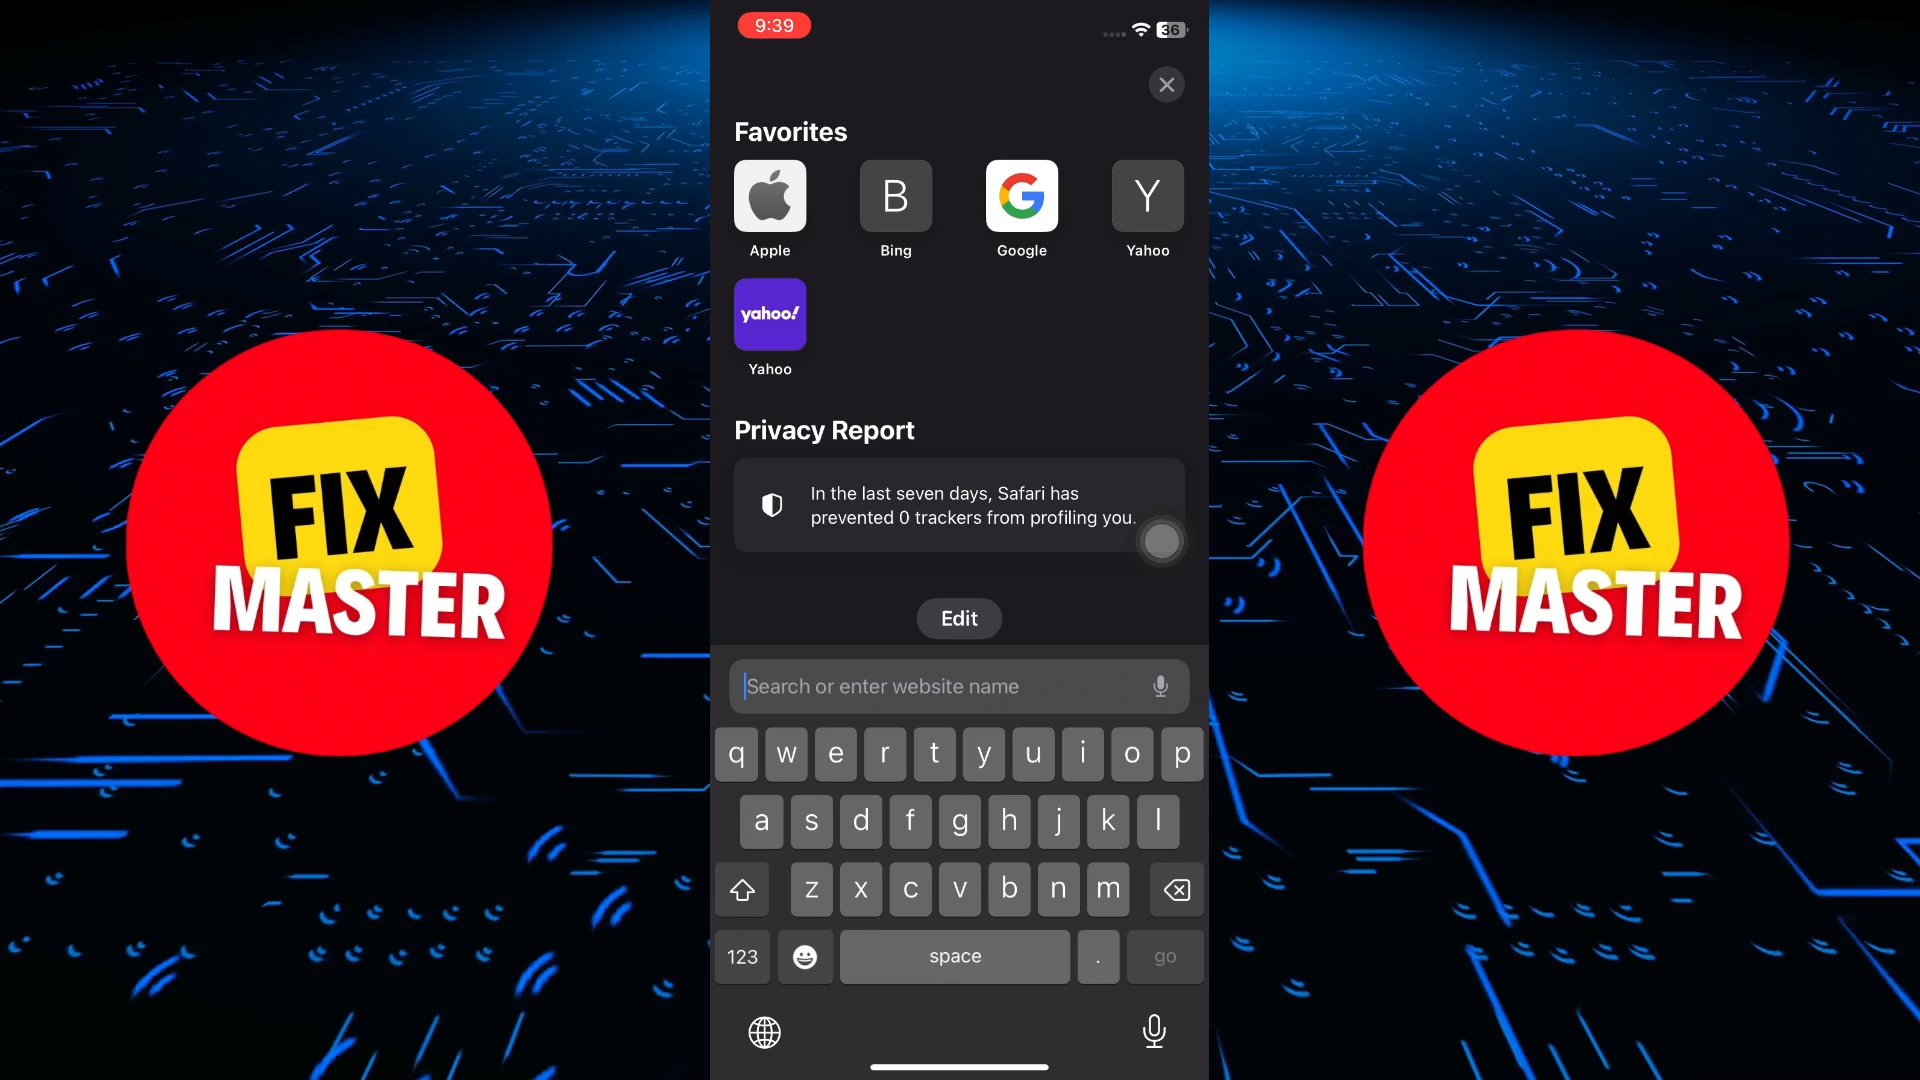 9:39
36
Favorites
B
Y
Apple
Bing
Google
Yahoo
yahoo!
Yahoo
Privacy Report
In the last seven days, Safari has
prevented 0 trackers from profiling you.
Edit
Search or enter website name
q w e r t y u i o p
a s d f g h j k l
z x c v b n m
123
space
.
go
FIX
MASTER
FIX
MASTER